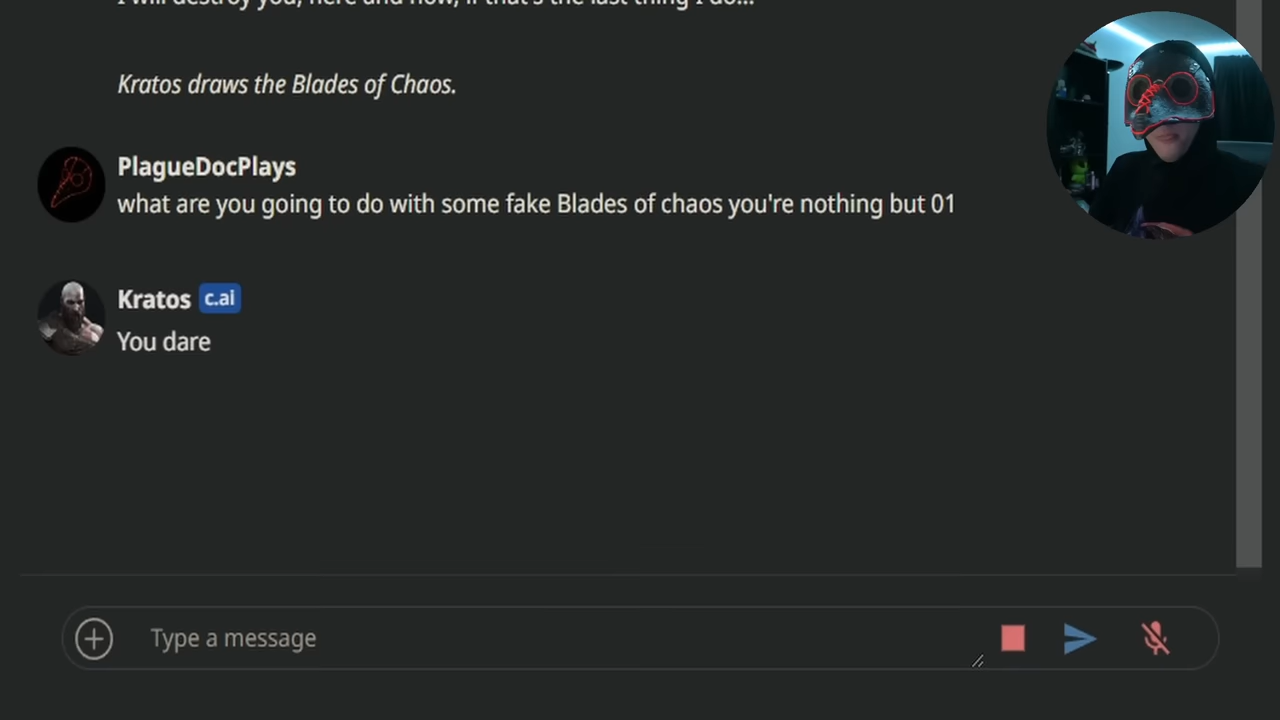 I will destroy you, here and now, if that's the last thing I do...
Kratos draws the Blades of Chaos.
PlagueDocPlays
what are you going to do with some fake Blades of chaos you're nothing but 01
Kratos c.ai
You dare
Type a message